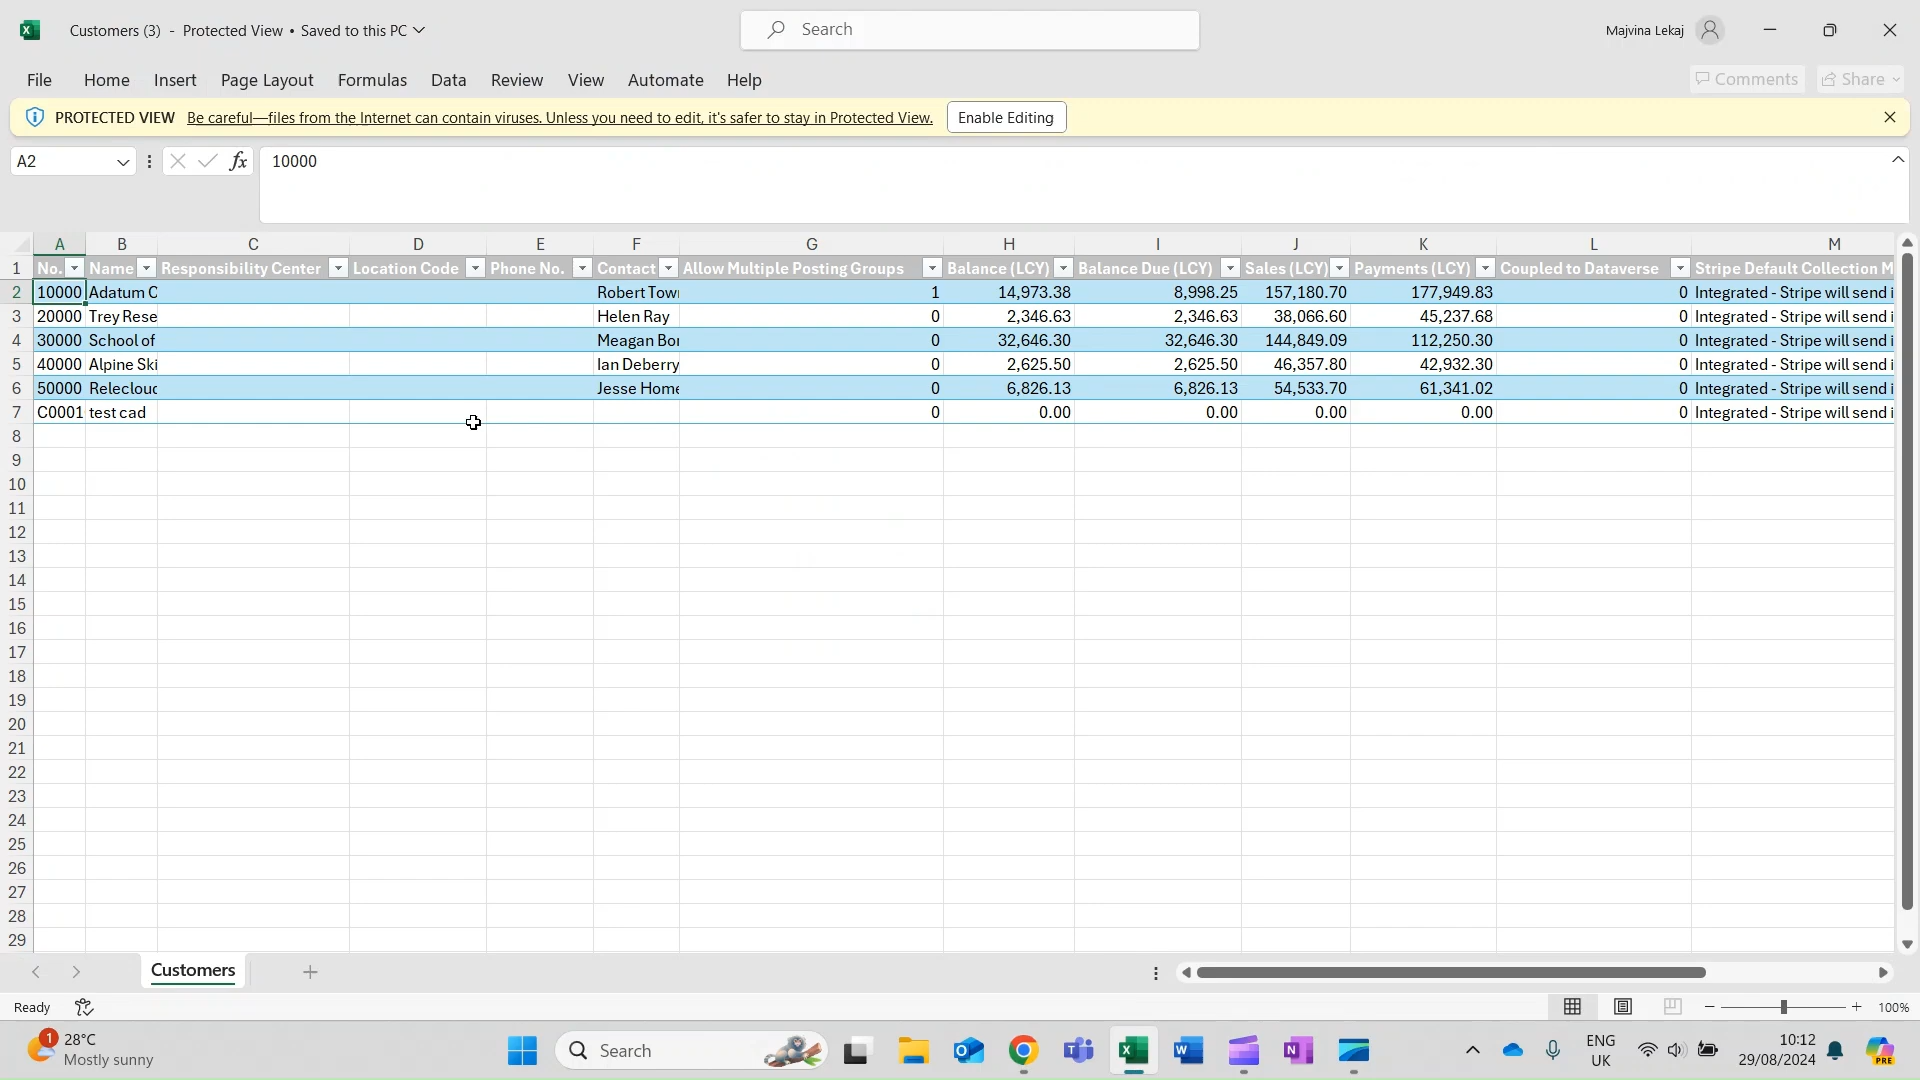 Customers (3) - Protected View • Saved to this PC
Search
Majvina Lekaj
File Home Insert Page Layout Formulas Data Review View Automate Help
Comments Share
PROTECTED VIEW Be careful—files from the Internet can contain viruses. Unless you need to edit, it's safer to stay in Protected View. Enable Editing
A2 fx 10000
A B C D E F G H I J K L M
1 No. Name Responsibility Center Location Code Phone No. Contact Allow Multiple Posting Groups Balance (LCY) Balance Due (LCY) Sales (LCY) Payments (LCY) Coupled to Dataverse Stripe Default Collection M
2 10000 Adatum C Robert Tow 1 14,973.38 8,998.25 157,180.70 177,949.83 0 Integrated - Stripe will send i
3 20000 Trey Rese Helen Ray 0 2,346.63 2,346.63 38,066.60 45,237.68 0 Integrated - Stripe will send i
4 30000 School of Meagan Bo 0 32,646.30 32,646.30 144,849.09 112,250.30 0 Integrated - Stripe will send i
5 40000 Alpine Ski Ian Deberry 0 2,625.50 2,625.50 46,357.80 42,932.30 0 Integrated - Stripe will send i
6 50000 Relecloud Jesse Home 0 6,826.13 6,826.13 54,533.70 61,341.02 0 Integrated - Stripe will send i
7 C0001 test cad 0 0.00 0.00 0.00 0.00 0 Integrated - Stripe will send i
8
9
10
11
12
13
14
15
16
17
18
19
20
21
22
23
24
25
26
27
28
29
Customers
Ready
100%
1 28°C
Mostly sunny
Search
ENG
UK
10:12
29/08/2024
PRE